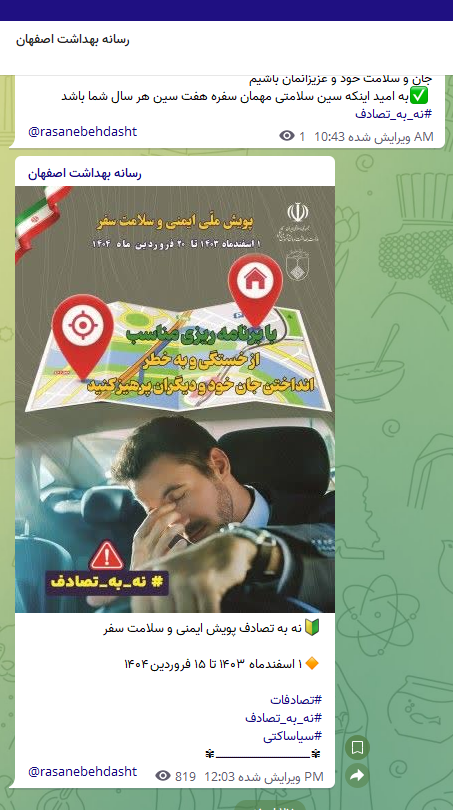 رسانه بهداشت اصفهان
جان و سلامت خود و عزیزانمان باشیم
✅به امید اینکه سین سلامتی مهمان سفره هفت سین هر سال شما باشد
#نه_به_تصادف
@rasanebehdasht
1 ویرایش شده 10:43 AM
رسانه بهداشت اصفهان
پویش ملّی ایمنی و سلامت سفر
۱ اسفندماه ۱۴۰۳ تا ۲۰ فروردین ماه ۱۴۰۴
با برنامه ریزی مناسب
از خستگی و به خطر
انداختن جان خود و دیگران پرهیز کنید
# نه_به_تصادف
🔰نه به تصادف پویش ایمنی و سلامت سفر
🔸۱ اسفندماه ۱۴۰۳ تا ۱۵ فروردین ۱۴۰۴
#تصادفات
#نه_به_تصادف
#سیاساکتی
✾ــــــــــــــــــــــــ✾
@rasanebehdasht
819 ویرایش شده 12:03 PM